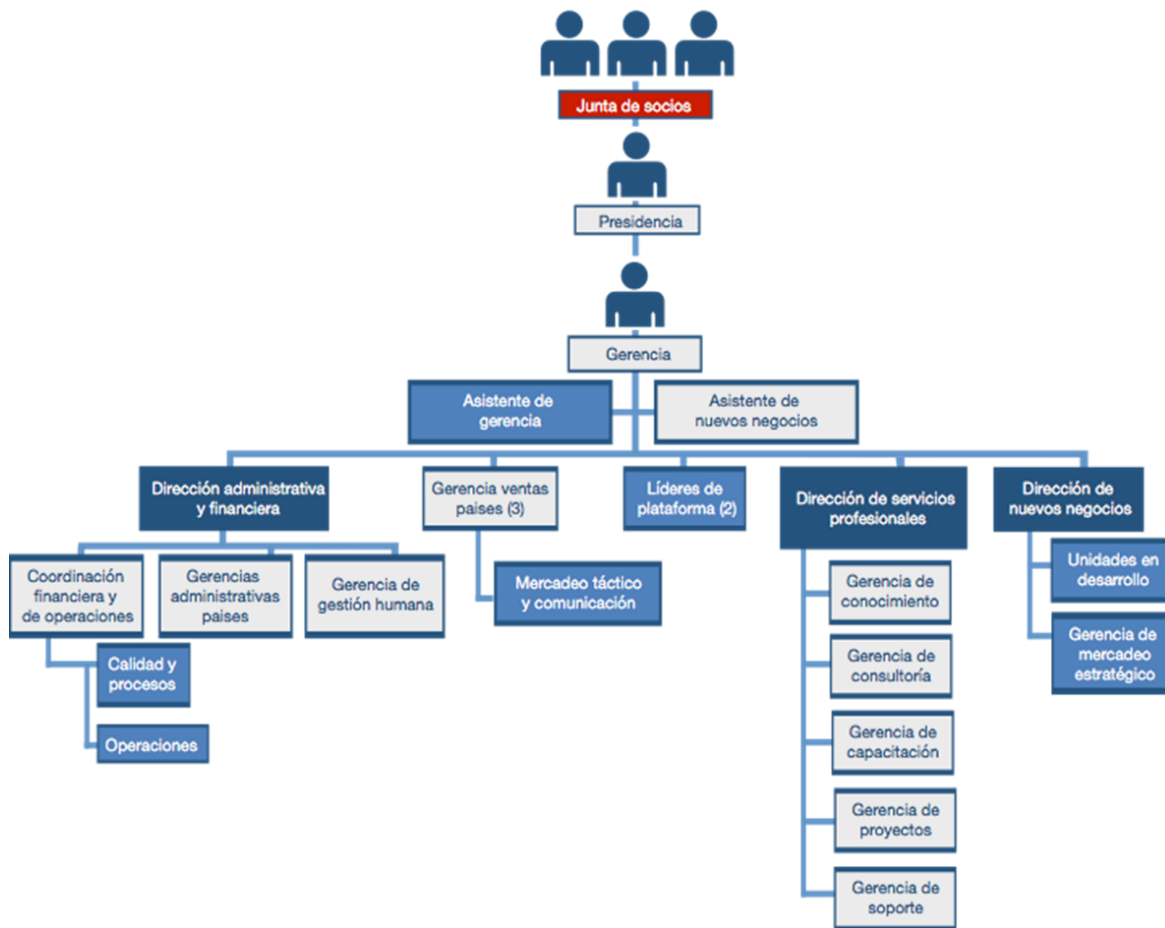 Junta de socios
Presidencia
Gerencia
Asistente de
gerencia
Asistente de
nuevos negocios
Dirección administrativa
y financiera
Gerencia ventas
paises (3)
Líderes de
plataforma (2)
Dirección de servicios
profesionales
Dirección de
nuevos negocios
Coordinación
financiera y
de operaciones
Gerencias
administrativas
paises
Gerencia de
gestión humana
Calidad y
procesos
Operaciones
Mercadeo táctico
y comunicación
Gerencia de
conocimiento
Gerencia de
consultoría
Gerencia de
capacitación
Gerencia de
proyectos
Gerencia de
soporte
Unidades en
desarrollo
Gerencia de
mercadeo
estratégico